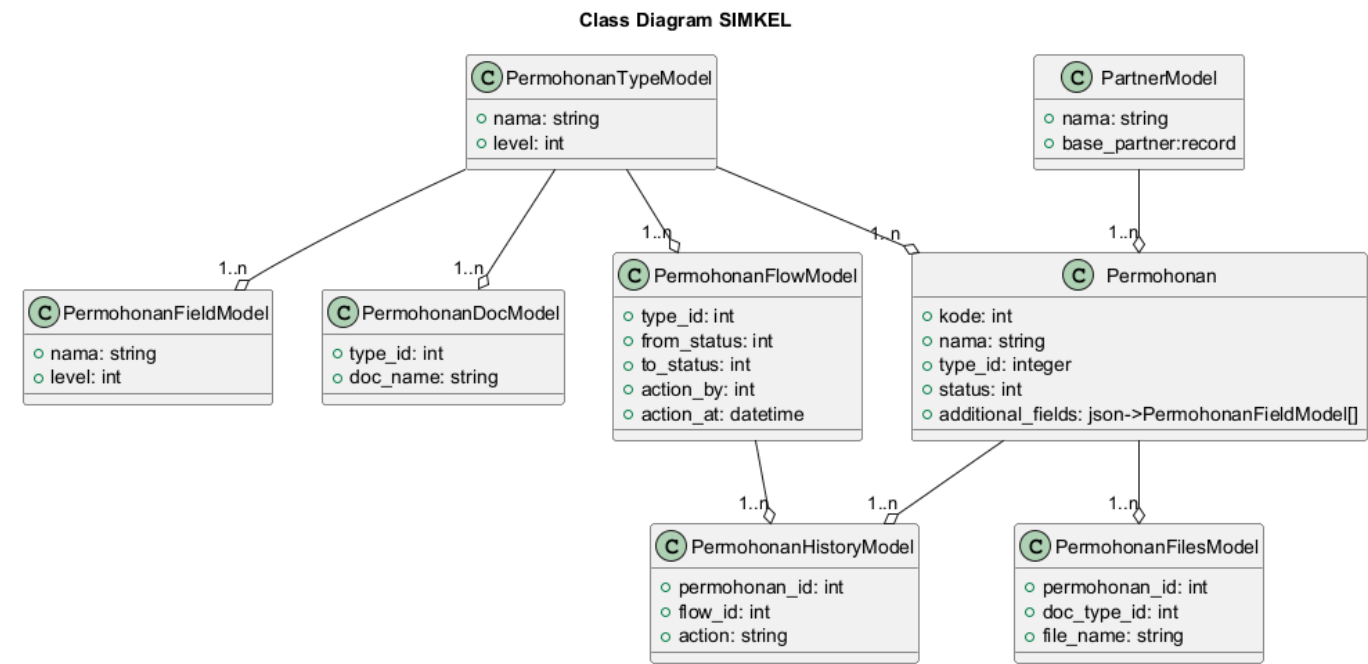 Class Diagram SIMKEL
C PermohonanTypeModel
nama: string
level: int
C PartnerModel
nama: string
base_partner:record
1..n
1..n
1..n
1..n
1..n
C PermohonanFieldModel
nama: string
level: int
C PermohonanDocModel
type_id: int
doc_name: string
C PermohonanFlowModel
type_id: int
from_status: int
to_status: int
action_by: int
action_at: datetime
C Permohonan
kode: int
nama: string
type_id: integer
status: int
additional_fields: json->PermohonanFieldModel[]
1..n
1..n
1..n
C PermohonanHistoryModel
permohonan_id: int
flow_id: int
action: string
C PermohonanFilesModel
permohonan_id: int
doc_type_id: int
file_name: string